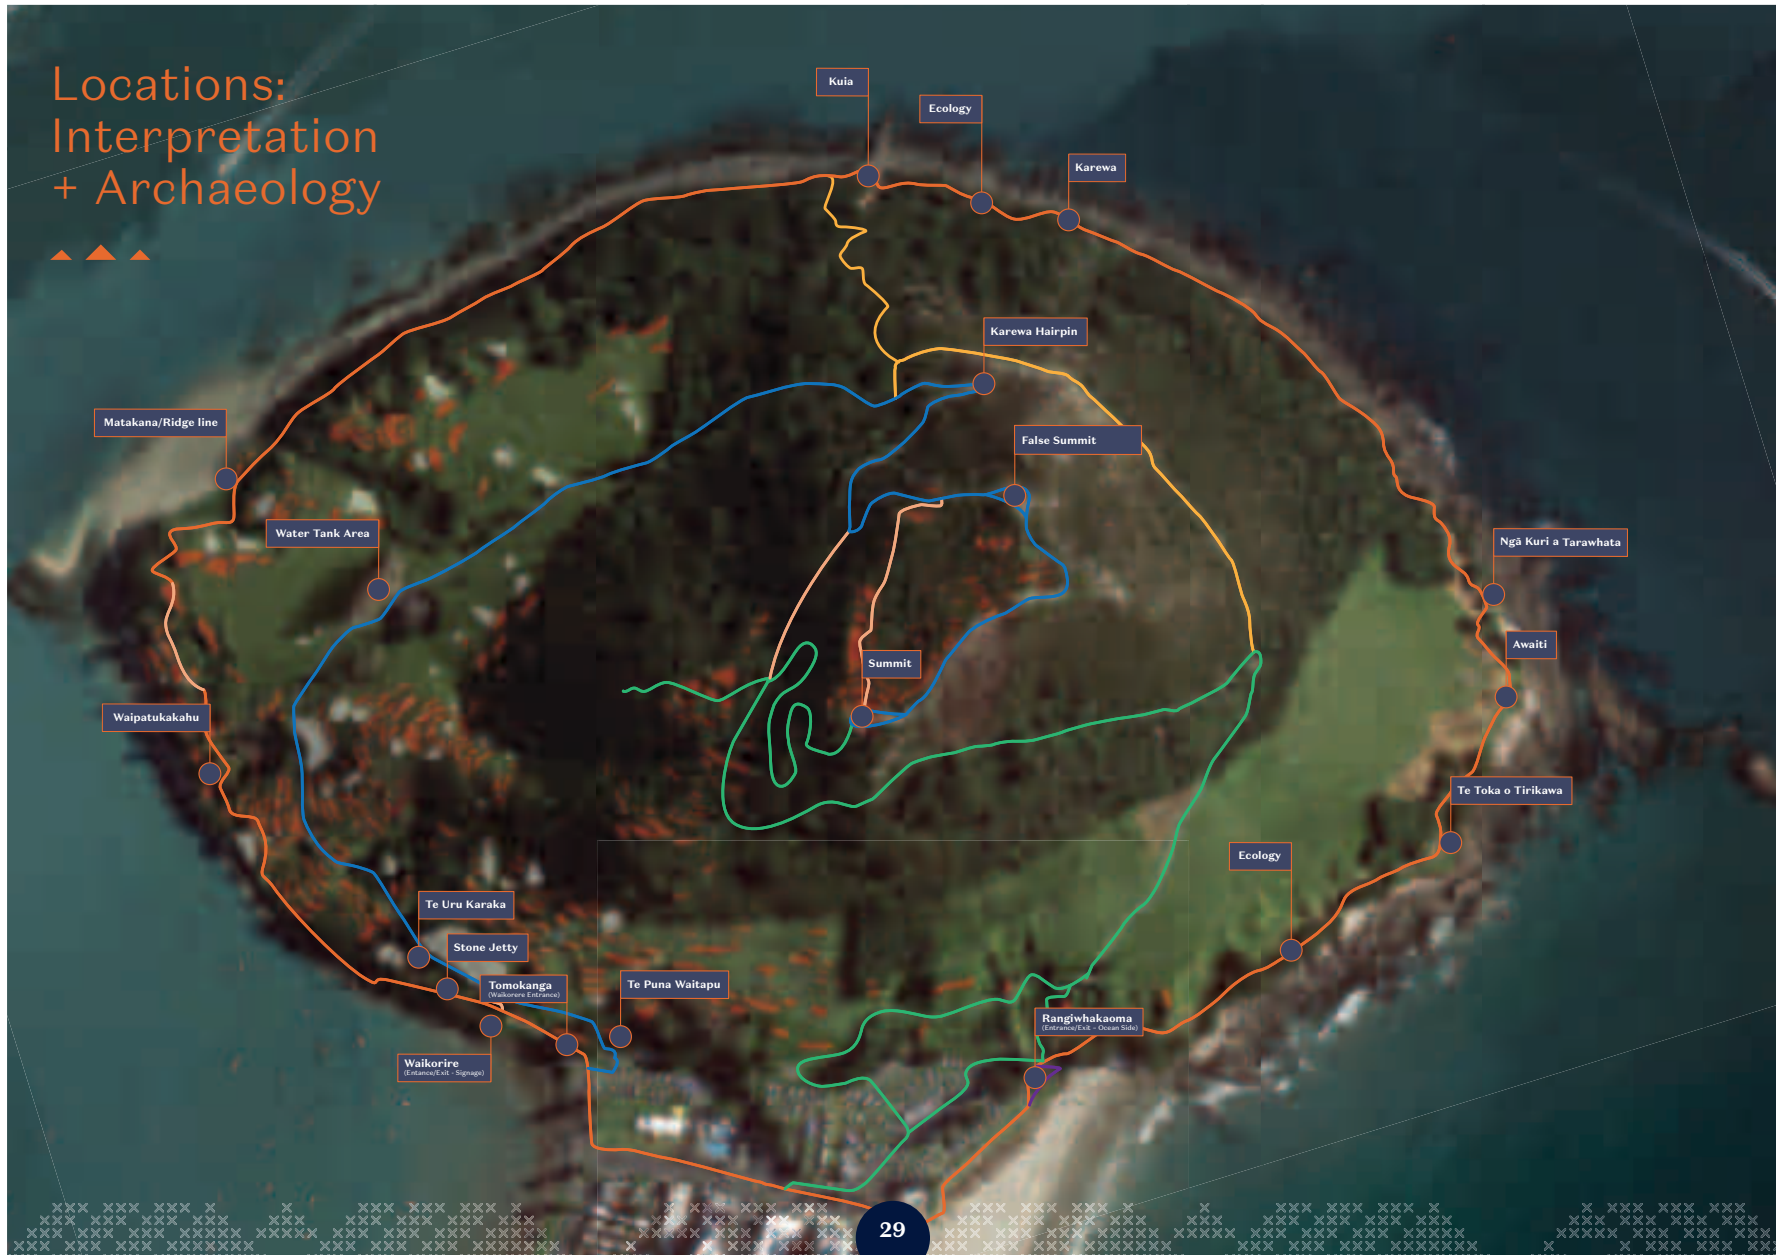 Locations:
Interpretation
+ Archaeology
Kuia
Ecology
Karewa
Karewa Hairpin
Matakana/Ridge line
False Summit
Water Tank Area
Ngā Kuri a Tarawhata
Awaiti
Summit
Waipatukakahu
Te Toka o Tirikawa
Ecology
Te Uru Karaka
Stone Jetty
Tomokanga
(Waikorere Entrance)
Te Puna Waitapu
Rangiwhakaoma
(Entrance/Exit - Ocean Side)
Waikorire
(Entance/Exit - Signage)
29